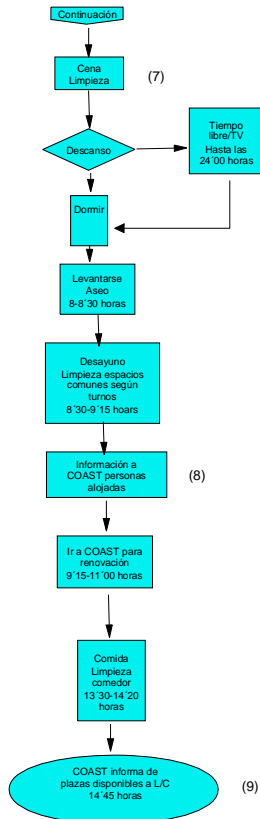 Continuación
Cena
Limpieza
(7)
Descanso
Tiempo
libre/TV
Hasta las
24´00 horas
Dormir
Levantarse
Aseo
8-8´30 horas
Desayuno
Limpieza espacios
comunes según
turnos
8´30-9´15 hoars
Información a
COAST personas
alojadas
(8)
Ir a COAST para
renovación
9´15-11´00 horas
Comida
Limpieza
comedor
13´30-14´20
horas
COAST informa de
plazas disponibles a L/C
14´45 horas
(9)